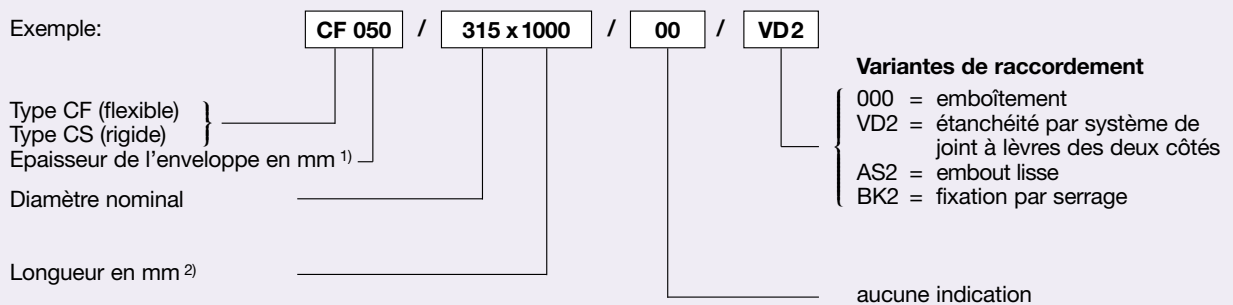 Exemple: CF 050 / 315 x 1000 / 00 / VD2
Variantes de raccordement
000 = emboîtement
VD2 = étanchéité par système de
joint à lèvres des deux côtés
AS2 = embout lisse
BK2 = fixation par serrage
Type CF (flexible)
Type CS (rigide)
Epaisseur de l’enveloppe en mm 1)
Diamètre nominal
Longueur en mm 2)
aucune indication